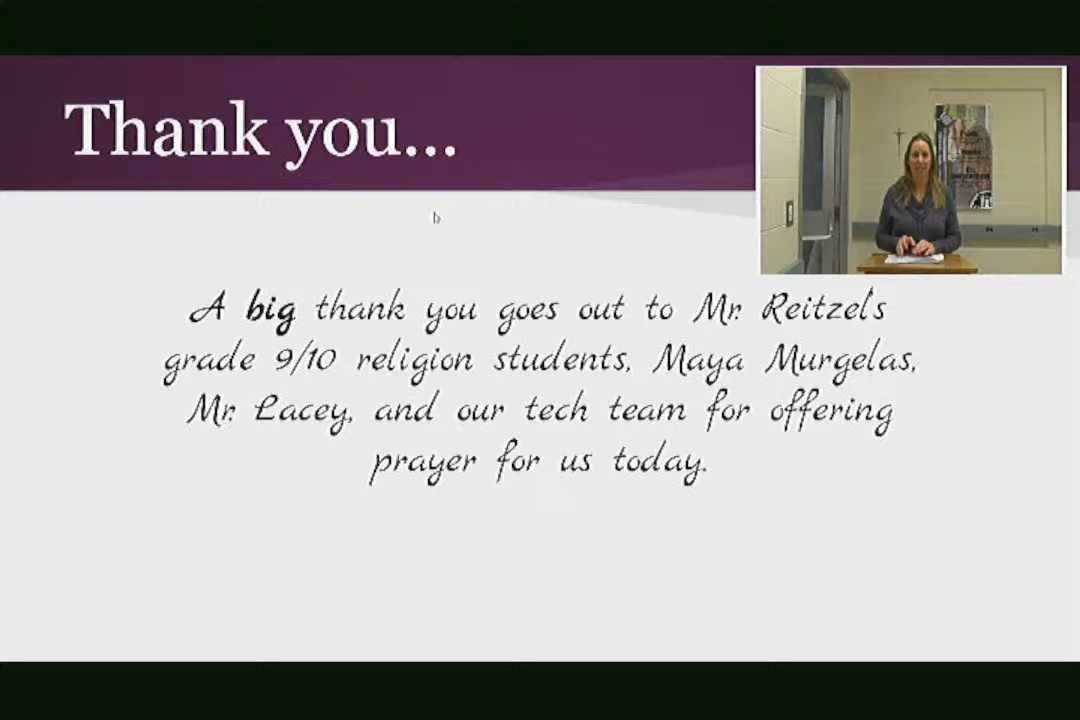 Thank you...
A big thank you goes out to Mr. Reitzel's
grade 9/10 religion students, Maya Murgelas,
Mr. Lacey, and our tech team for offering
prayer for us today.